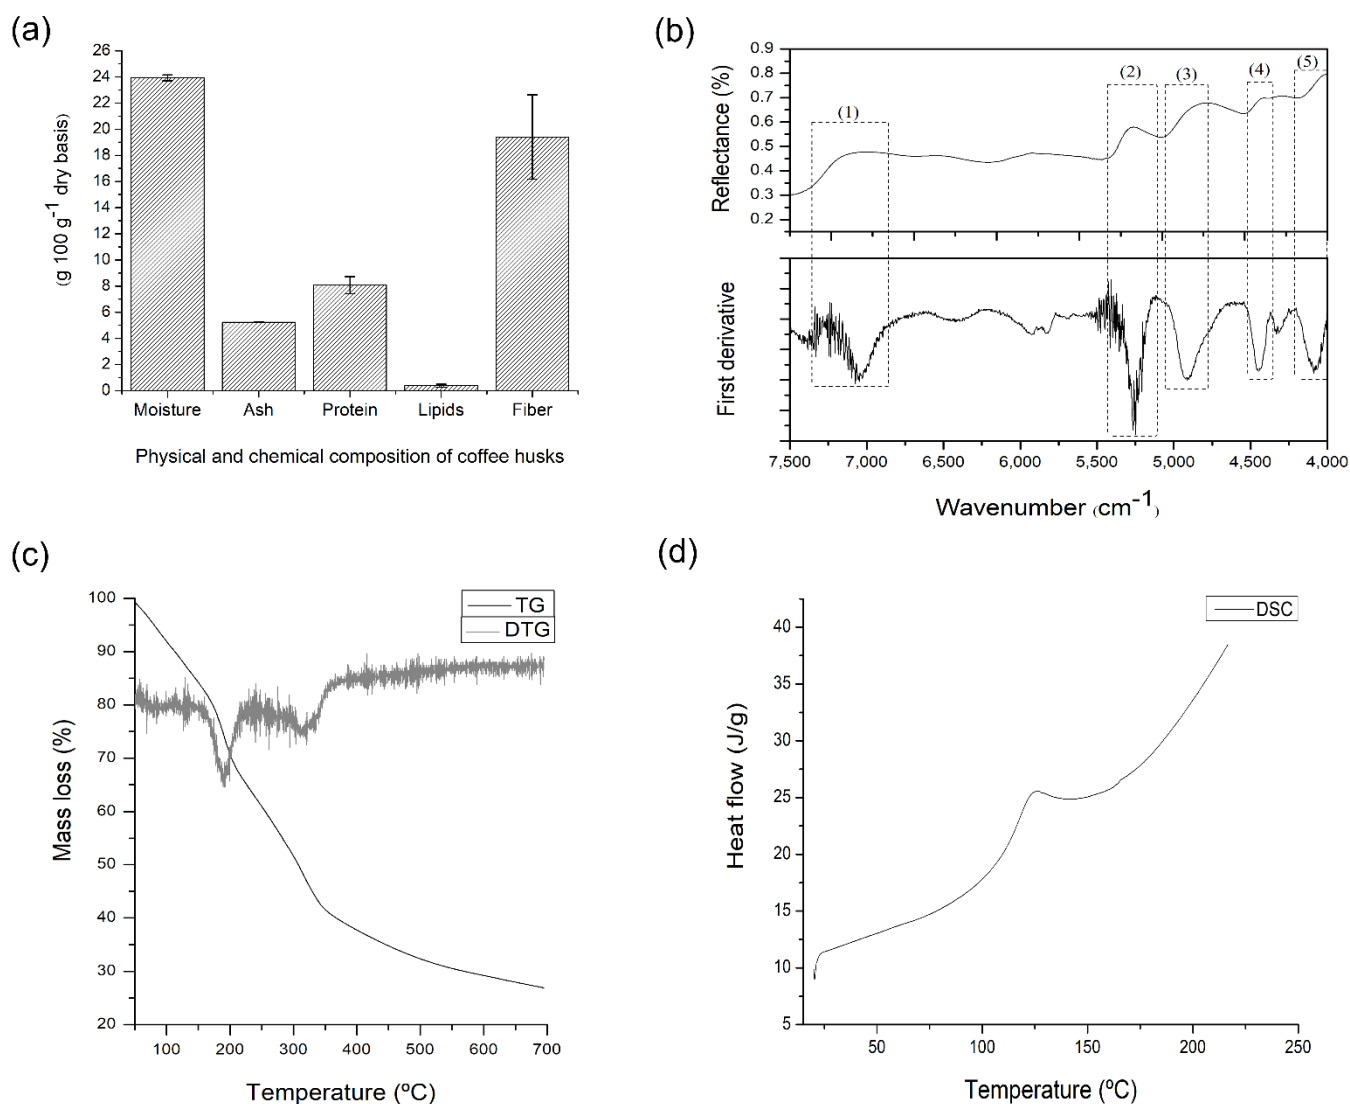 (a)
26
24
22
20
18
16
14
12
10
8
6
4
2
0
(g 100 g⁻¹ dry basis)
Moisture Ash Protein Lipids Fiber
Physical and chemical composition of coffee husks
(b)
0.9
0.8
0.7
0.6
0.5
0.4
0.3
0.2
Reflectance (%)
(1) (2) (3) (4) (5)
First derivative
7,500 7,000 6,500 6,000 5,500 5,000 4,500 4,000
Wavenumber (cm⁻¹)
(c)
100
90
80
70
60
50
40
30
20
Mass loss (%)
TG
DTG
100 200 300 400 500 600 700
Temperature (ºC)
(d)
40
35
30
25
20
15
10
5
Heat flow (J/g)
DSC
50 100 150 200 250
Temperature (ºC)